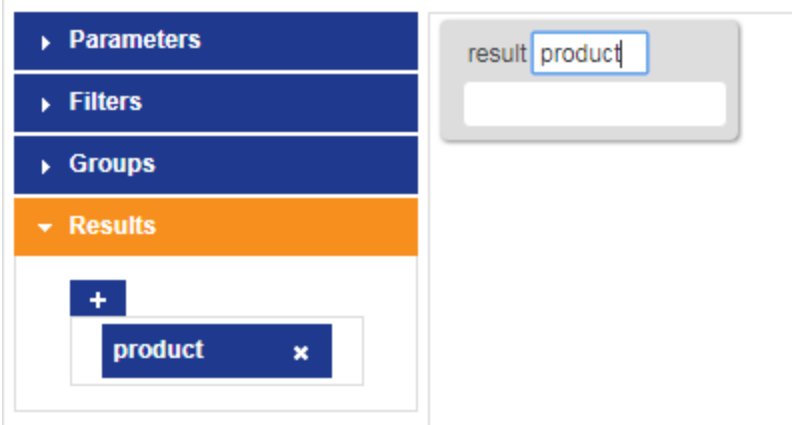 Parameters
Filters
Groups
Results
+
product ×
result product